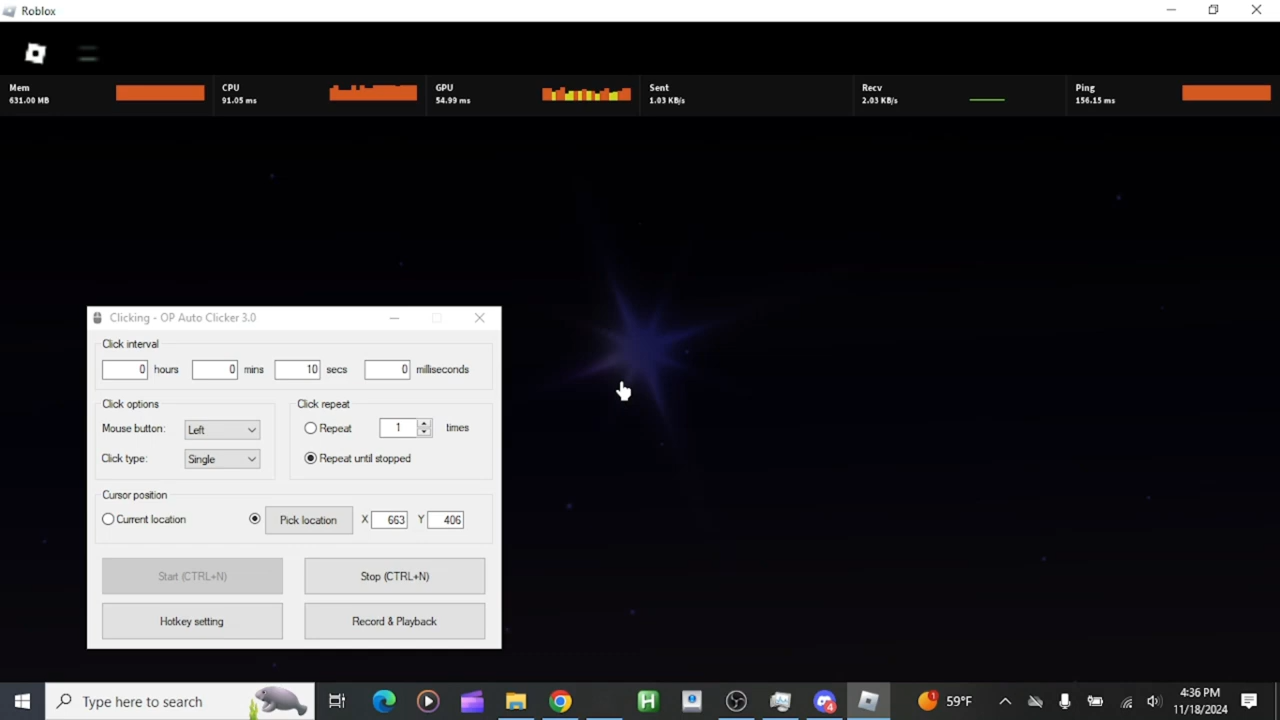 Roblox
Mem
631.00 MB
CPU
91.05 ms
GPU
54.99 ms
Sent
1.03 KB/s
Recv
2.03 KB/s
Ping
156.15 ms
Clicking - OP Auto Clicker 3.0
Click interval
0 hours 0 mins 10 secs 0 milliseconds
Click options
Mouse button: Left
Click type: Single
Click repeat
Repeat 1 times
Repeat until stopped
Cursor position
Current location Pick location X 663 Y 406
Start (CTRL+N) Stop (CTRL+N)
Hotkey setting Record & Playback
Type here to search
H
1
4
59°F
4:36 PM
11/18/2024